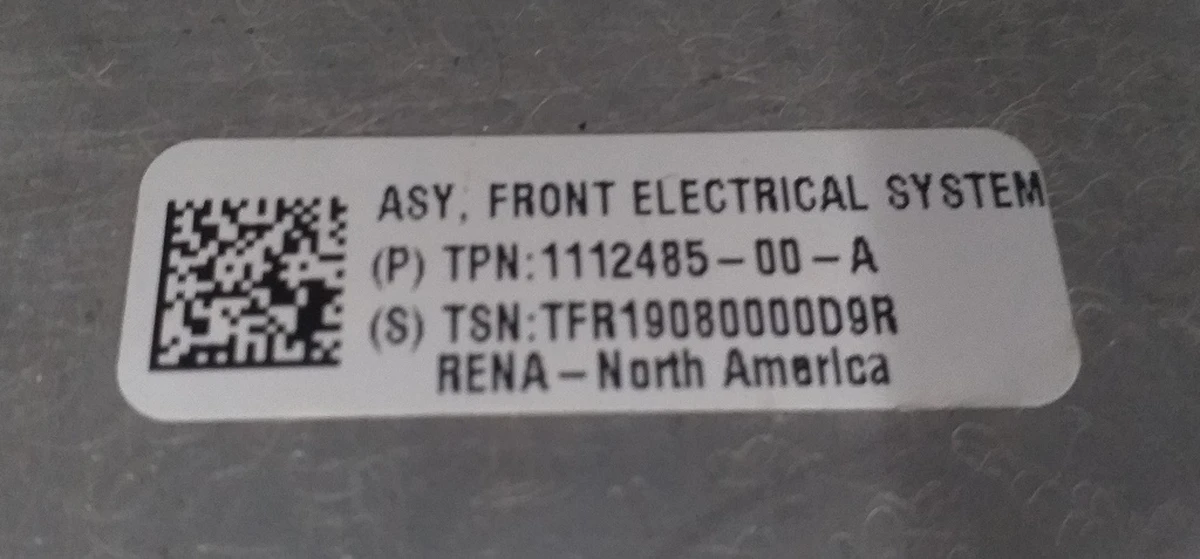 ASY, FRONT ELECTRICAL SYSTEM
(P) TPN:1112485-00-A
(S) TSN:TFR19080000D9R
RENA-North America